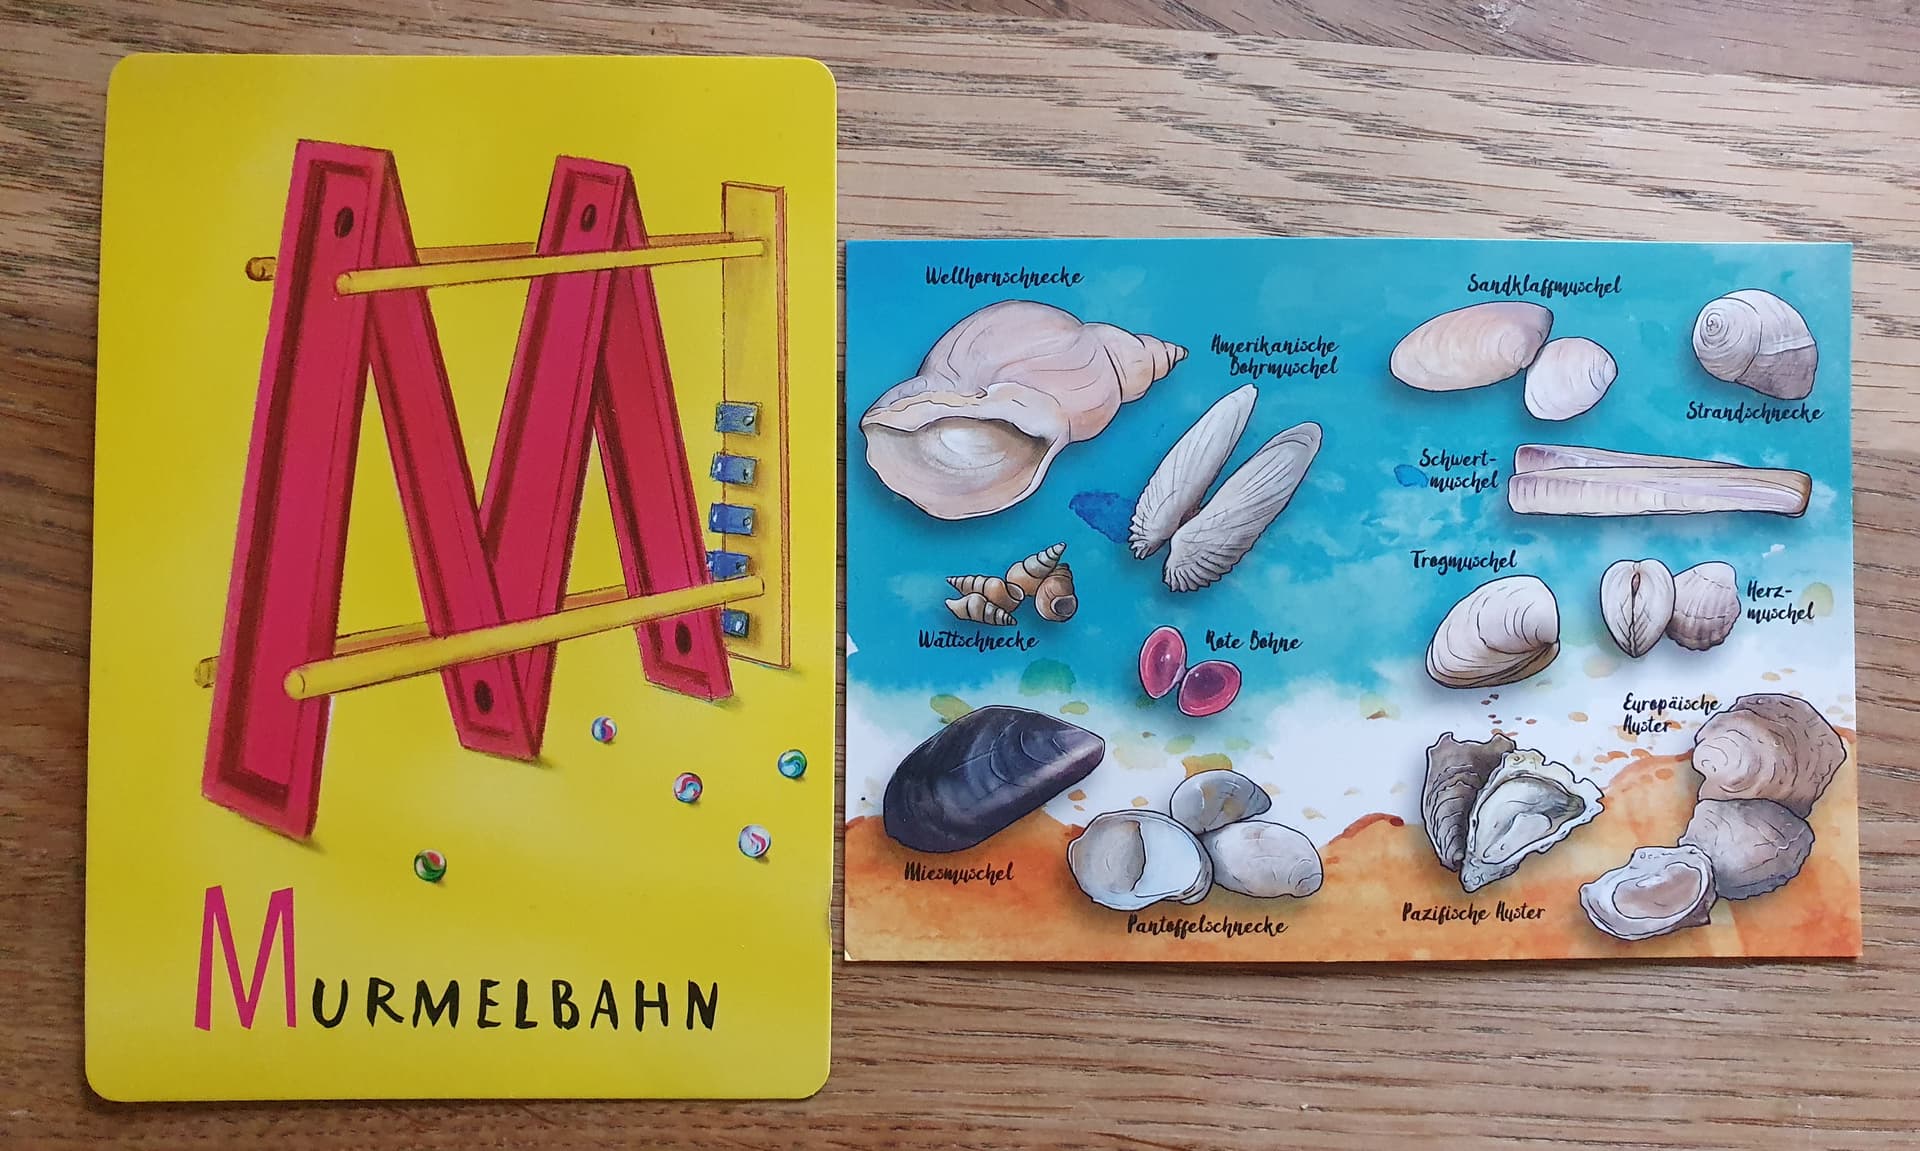 MURMELBAHN
Wellhornschnecke
Amerikanische
Bohrmuschel
Sandklaffmuschel
Strandschnecke
Schwert-
muschel
Wattschnecke
Rote Bohne
Trogmuschel
Herz-
muschel
Europäische
Auster
Miesmuschel
Pantoffelschnecke
Pazifische Auster